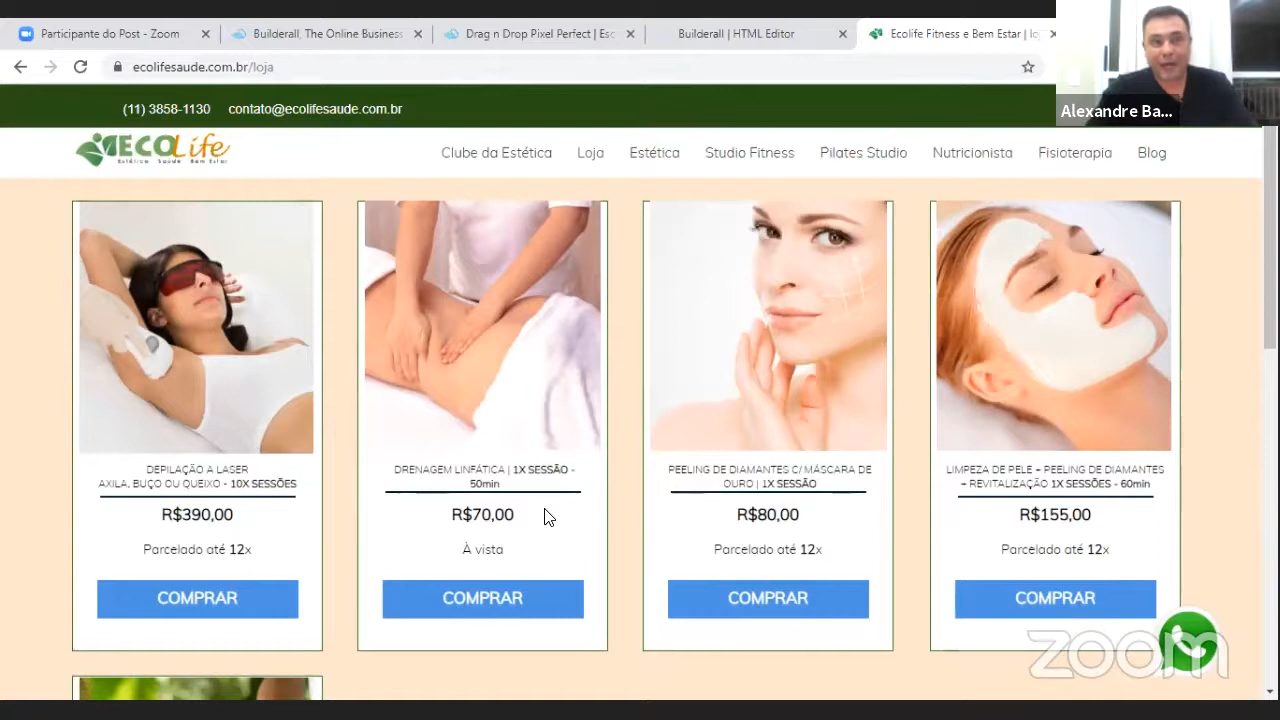 Participante do Post - Zoom
Builderall, The Online Business
Drag n Drop Pixel Perfect | Esc
Builderall | HTML Editor
Ecolife Fitness e Bem Estar | loj
ecolifesaude.com.br/loja
Alexandre Ba...
(11) 3858-1130 contato@ecolifesaude.com.br
ECOLife
Estética Saúde Bem Estar
Clube da Estética Loja Estética Studio Fitness Pilates Studio Nutricionista Fisioterapia Blog
DEPILAÇÃO A LASER
AXILA, BUÇO OU QUEIXO - 10X SESSÕES
R$390,00
Parcelado até 12x
COMPRAR
DRENAGEM LINFÁTICA | 1X SESSÃO -
50min
R$70,00
À vista
COMPRAR
PEELING DE DIAMANTES C/ MÁSCARA DE
OURO | 1X SESSÃO
R$80,00
Parcelado até 12x
COMPRAR
LIMPEZA DE PELE + PEELING DE DIAMANTES
+ REVITALIZAÇÃO 1X SESSÕES - 60min
R$155,00
Parcelado até 12x
COMPRAR
zoom